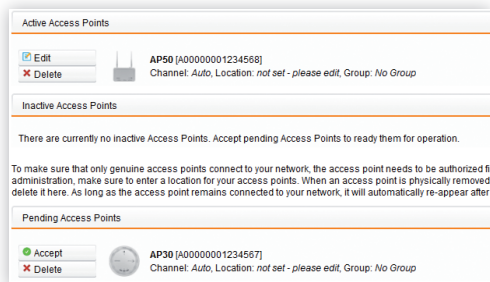 Active Access Points
Edit
Delete
AP50 [A00000001234568]
Channel: Auto, Location: not set - please edit, Group: No Group
Inactive Access Points
There are currently no inactive Access Points. Accept pending Access Points to ready them for operation.
To make sure that only genuine access points connect to your network, the access point needs to be authorized fi
administration, make sure to enter a location for your access points. When an access point is physically removed
delete it here. As long as the access point remains connected to your network, it will automatically re-appear after
Pending Access Points
Accept
Delete
AP30 [A00000001234567]
Channel: Auto, Location: not set - please edit, Group: No Group